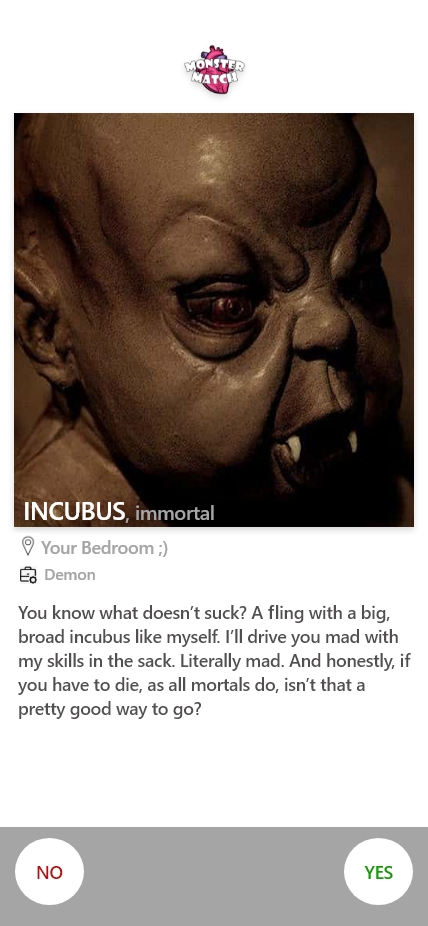 MONSTER
MATCH
INCUBUS, immortal
Your Bedroom ;)
Demon
You know what doesn’t suck? A fling with a big,
broad incubus like myself. I’ll drive you mad with
my skills in the sack. Literally mad. And honestly, if
you have to die, as all mortals do, isn’t that a
pretty good way to go?
NO
YES